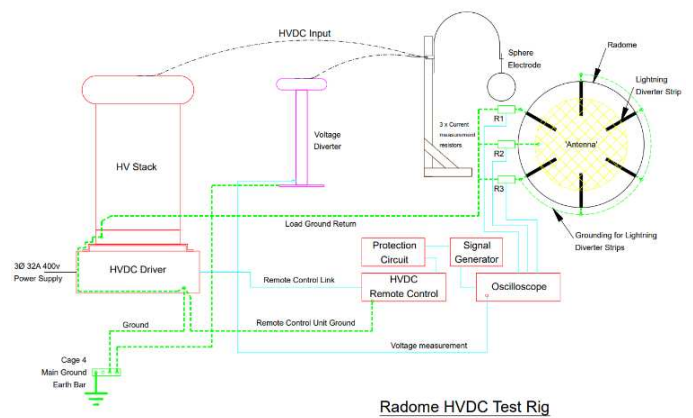 HVDC Input
Sphere
Electrode
Radome
Lightning
Diverter Strip
HV Stack
Voltage
Diverter
3 x Current
measurement
resistors
R1
R2
R3
'Antenna'
Load Ground Return
Grounding for Lightning
Diverter Strips
3Ø 32A 400v
Power Supply
HVDC Driver
Remote Control Link
Protection
Circuit
Signal
Generator
HVDC
Remote Control
Oscilloscope
Ground
Remote Control Unit Ground
Voltage measurement
Cage 4
Main Ground
Earth Bar
Radome HVDC Test Rig